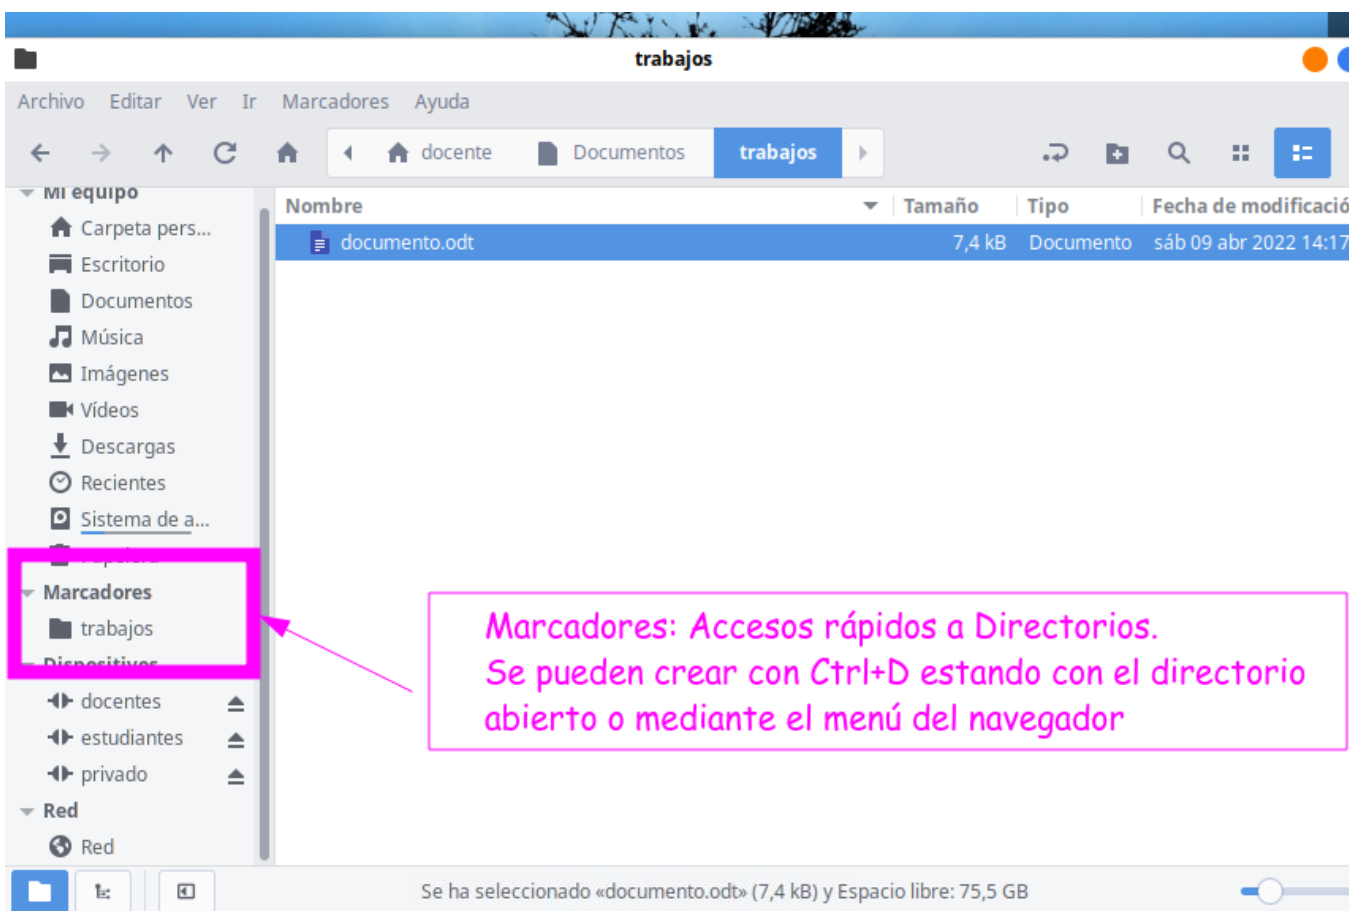 trabajos
Archivo Editar Ver Ir Marcadores Ayuda
docente Documentos trabajos
Mi equipo
Carpeta pers...
Escritorio
Documentos
Música
Imágenes
Vídeos
Descargas
Recientes
Sistema de a...
Marcadores
trabajos
Dispositivos
docentes
estudiantes
privado
Red
Red
Nombre Tamaño Tipo Fecha de modificació
documento.odt 7,4 kB Documento sáb 09 abr 2022 14:17
Marcadores: Accesos rápidos a Directorios.
Se pueden crear con Ctrl+D estando con el directorio
abierto o mediante el menú del navegador
Se ha seleccionado «documento.odt» (7,4 kB) y Espacio libre: 75,5 GB